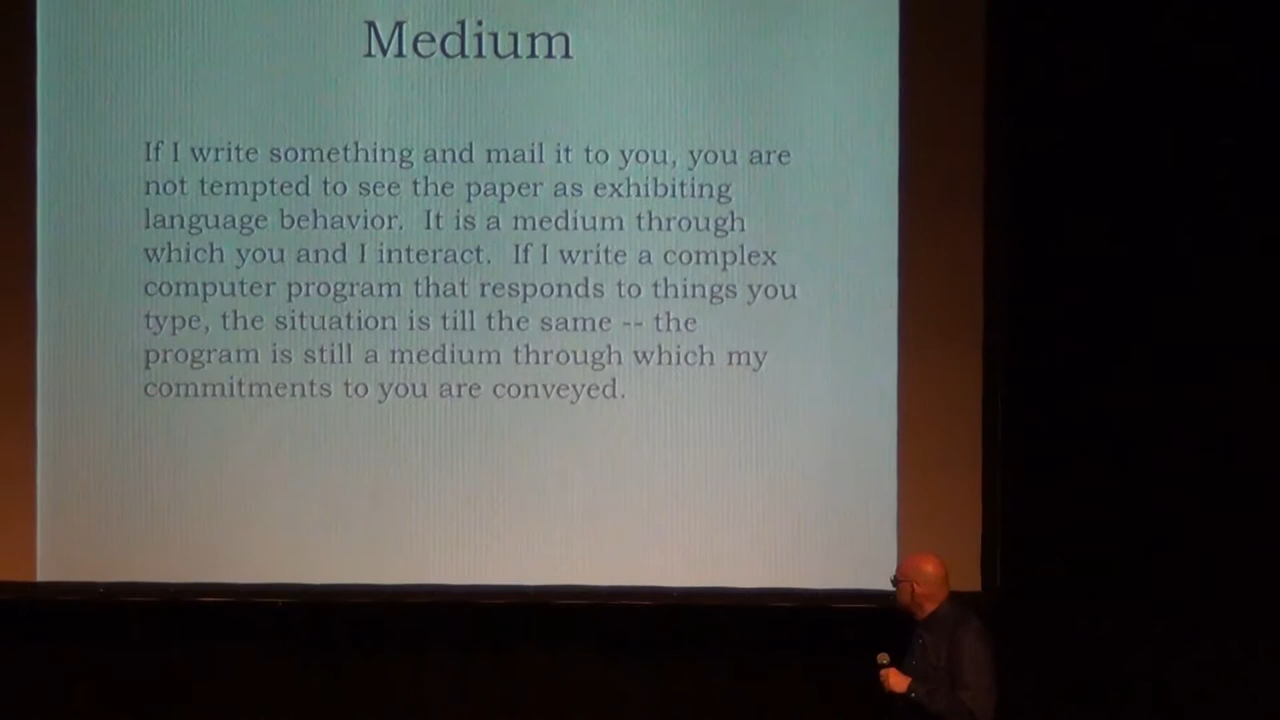 Medium
If I write something and mail it to you, you are
not tempted to see the paper as exhibiting
language behavior.  It is a medium through
which you and I interact.  If I write a complex
computer program that responds to things you
type, the situation is till the same -- the
program is still a medium through which my
commitments to you are conveyed.